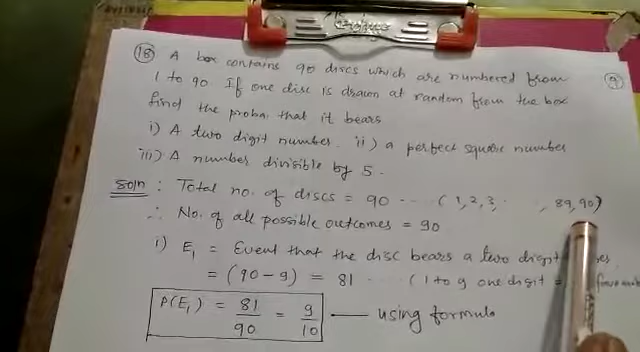 (18) A box contains 90 discs which are numbered from
1 to 90. If one disc is drawn at random from the box (9)
find the proba. that it bears
i) A two digit number. ii) a perfect square number
iii) A number divisible by 5.
Soln : Total no. of discs = 90 ---- (1,2,3, . . . , 89,90)
∴ No. of all possible outcomes = 90
i) E₁ = Event that the disc bears a two digit
= (90-9) = 81 ---- (1 to 9 one digit
P(E₁) = 81/90 = 9/10 — using formula